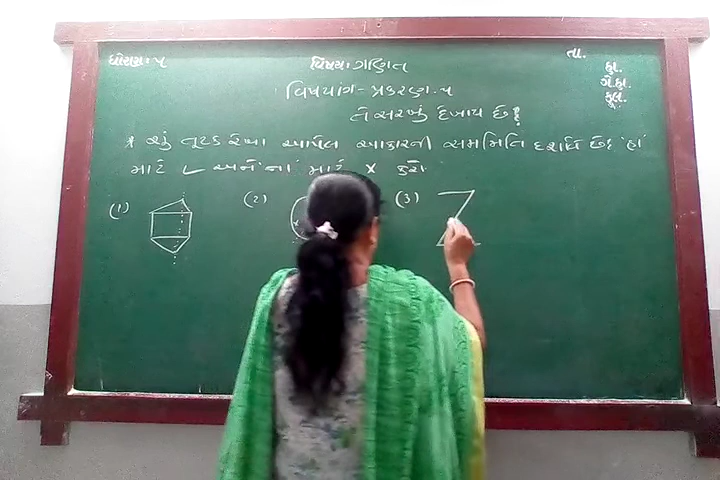 ધોરણ: ૫
વિષય: ગણિત
તા.
હા.
ગે.હા.
કુલ.
વિષયાંગ - પ્રકરણ. ૫
તે સરખું દેખાય છે?
* શું તૂટક રેખા આપેલ આકારની સમમિતિ દર્શાવે છે? હા
માટે ✓ અને ના માટે × કરો
(1) (2) (3) Z